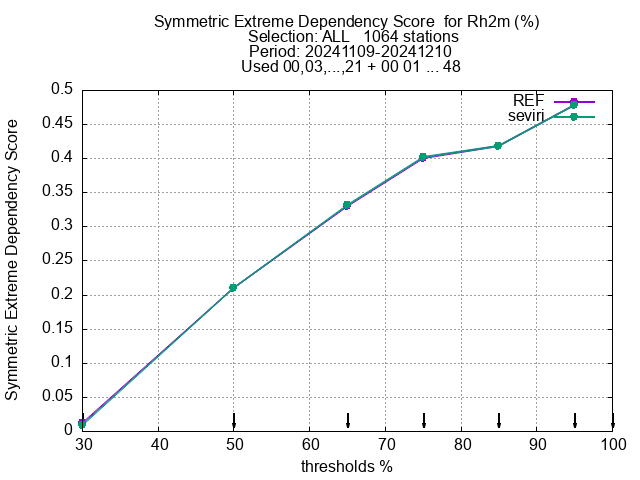 Symmetric Extreme Dependency Score  for Rh2m (%)
Selection: ALL   1064 stations
Period: 20241109-20241210
Used 00,03,...,21 + 00 01 ... 48
REF
seviri
Symmetric Extreme Dependency Score
0.5
0.45
0.4
0.35
0.3
0.25
0.2
0.15
0.1
0.05
0
30 40 50 60 70 80 90 100
thresholds %